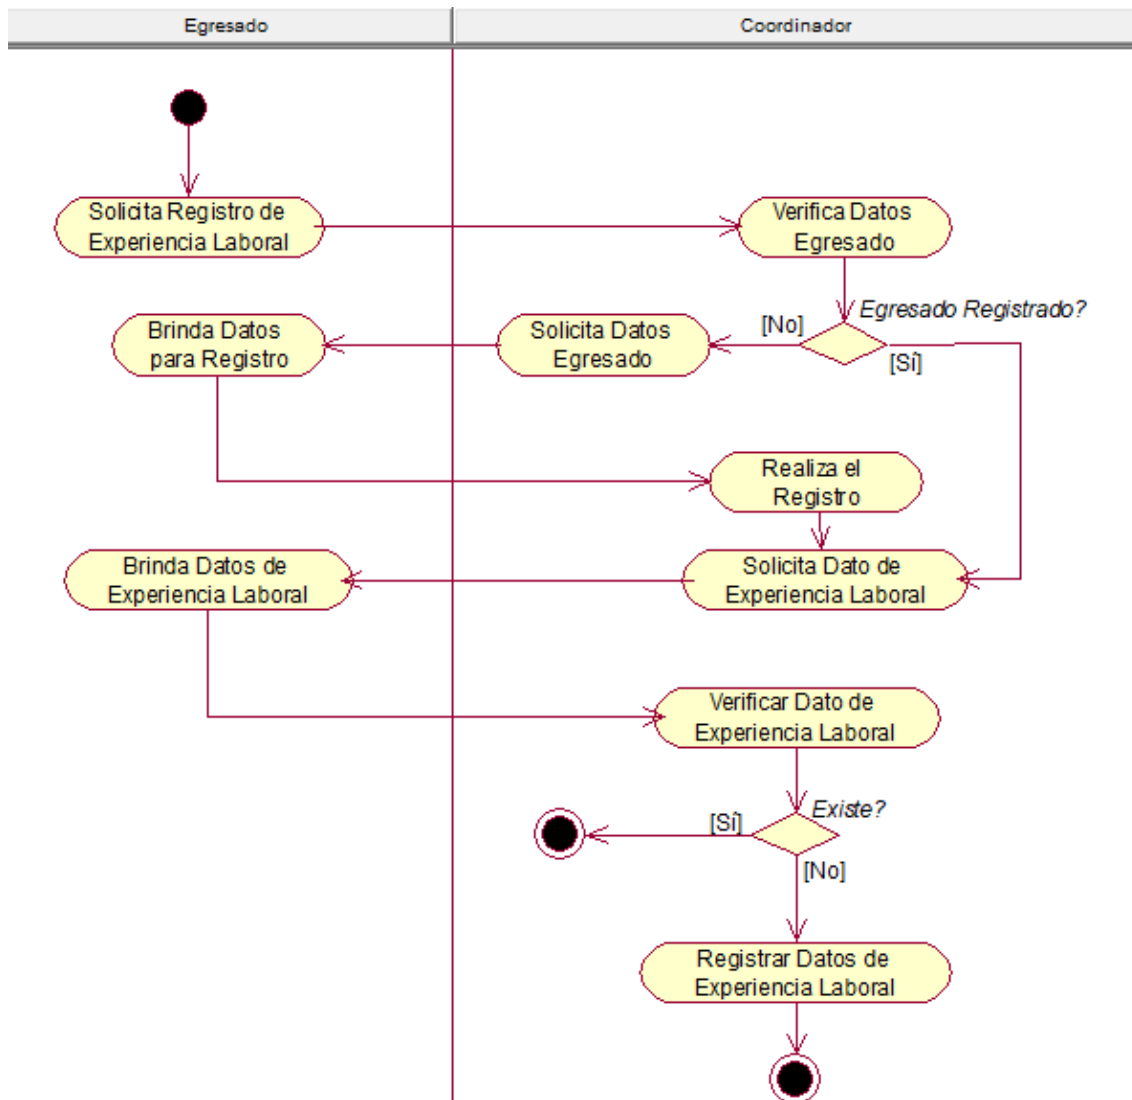 Egresado
Coordinador
Solicita Registro de
Experiencia Laboral
Verifica Datos
Egresado
Egresado Registrado?
[No]
[Sí]
Solicita Datos
Egresado
Brinda Datos
para Registro
Realiza el
Registro
Solicita Dato de
Experiencia Laboral
Brinda Datos de
Experiencia Laboral
Verificar Dato de
Experiencia Laboral
Existe?
[Sí]
[No]
Registrar Datos de
Experiencia Laboral